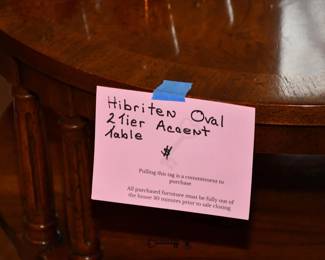 Hibriten Oval
2 Tier Accent
Table
$
Pulling this tag is a commitment to
purchase
All purchased furniture must be fully out of
the house 30 minutes prior to sale closing